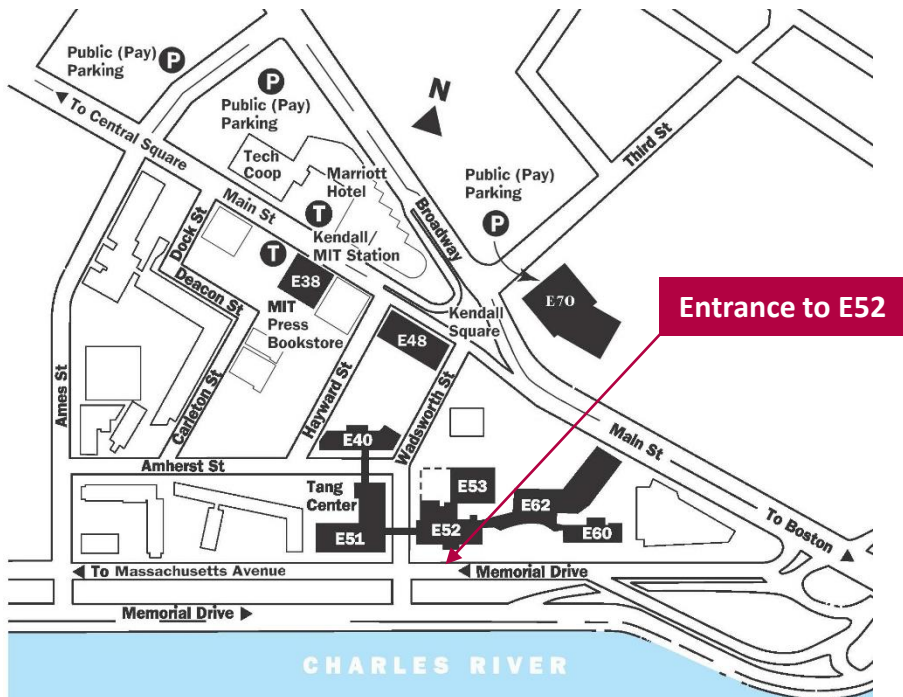 Public (Pay)
Parking
P
P
Public (Pay)
Parking
N
To Central Square
Tech
Coop
Marriott
Hotel
Public (Pay)
Parking
P
Third St
Main St
T
Kendall/
MIT Station
Broadway
Dock St
T
E38
Deacon St
MIT
Press
Bookstore
E70
Entrance to E52
Kendall
Square
E48
Ames St
Carleton St
Hayward St
Wadsworth St
Main St
E40
Amherst St
Tang
Center
E53
E62
E51
E52
E60
To Boston
To Massachusetts Avenue
Memorial Drive
Memorial Drive
CHARLES RIVER